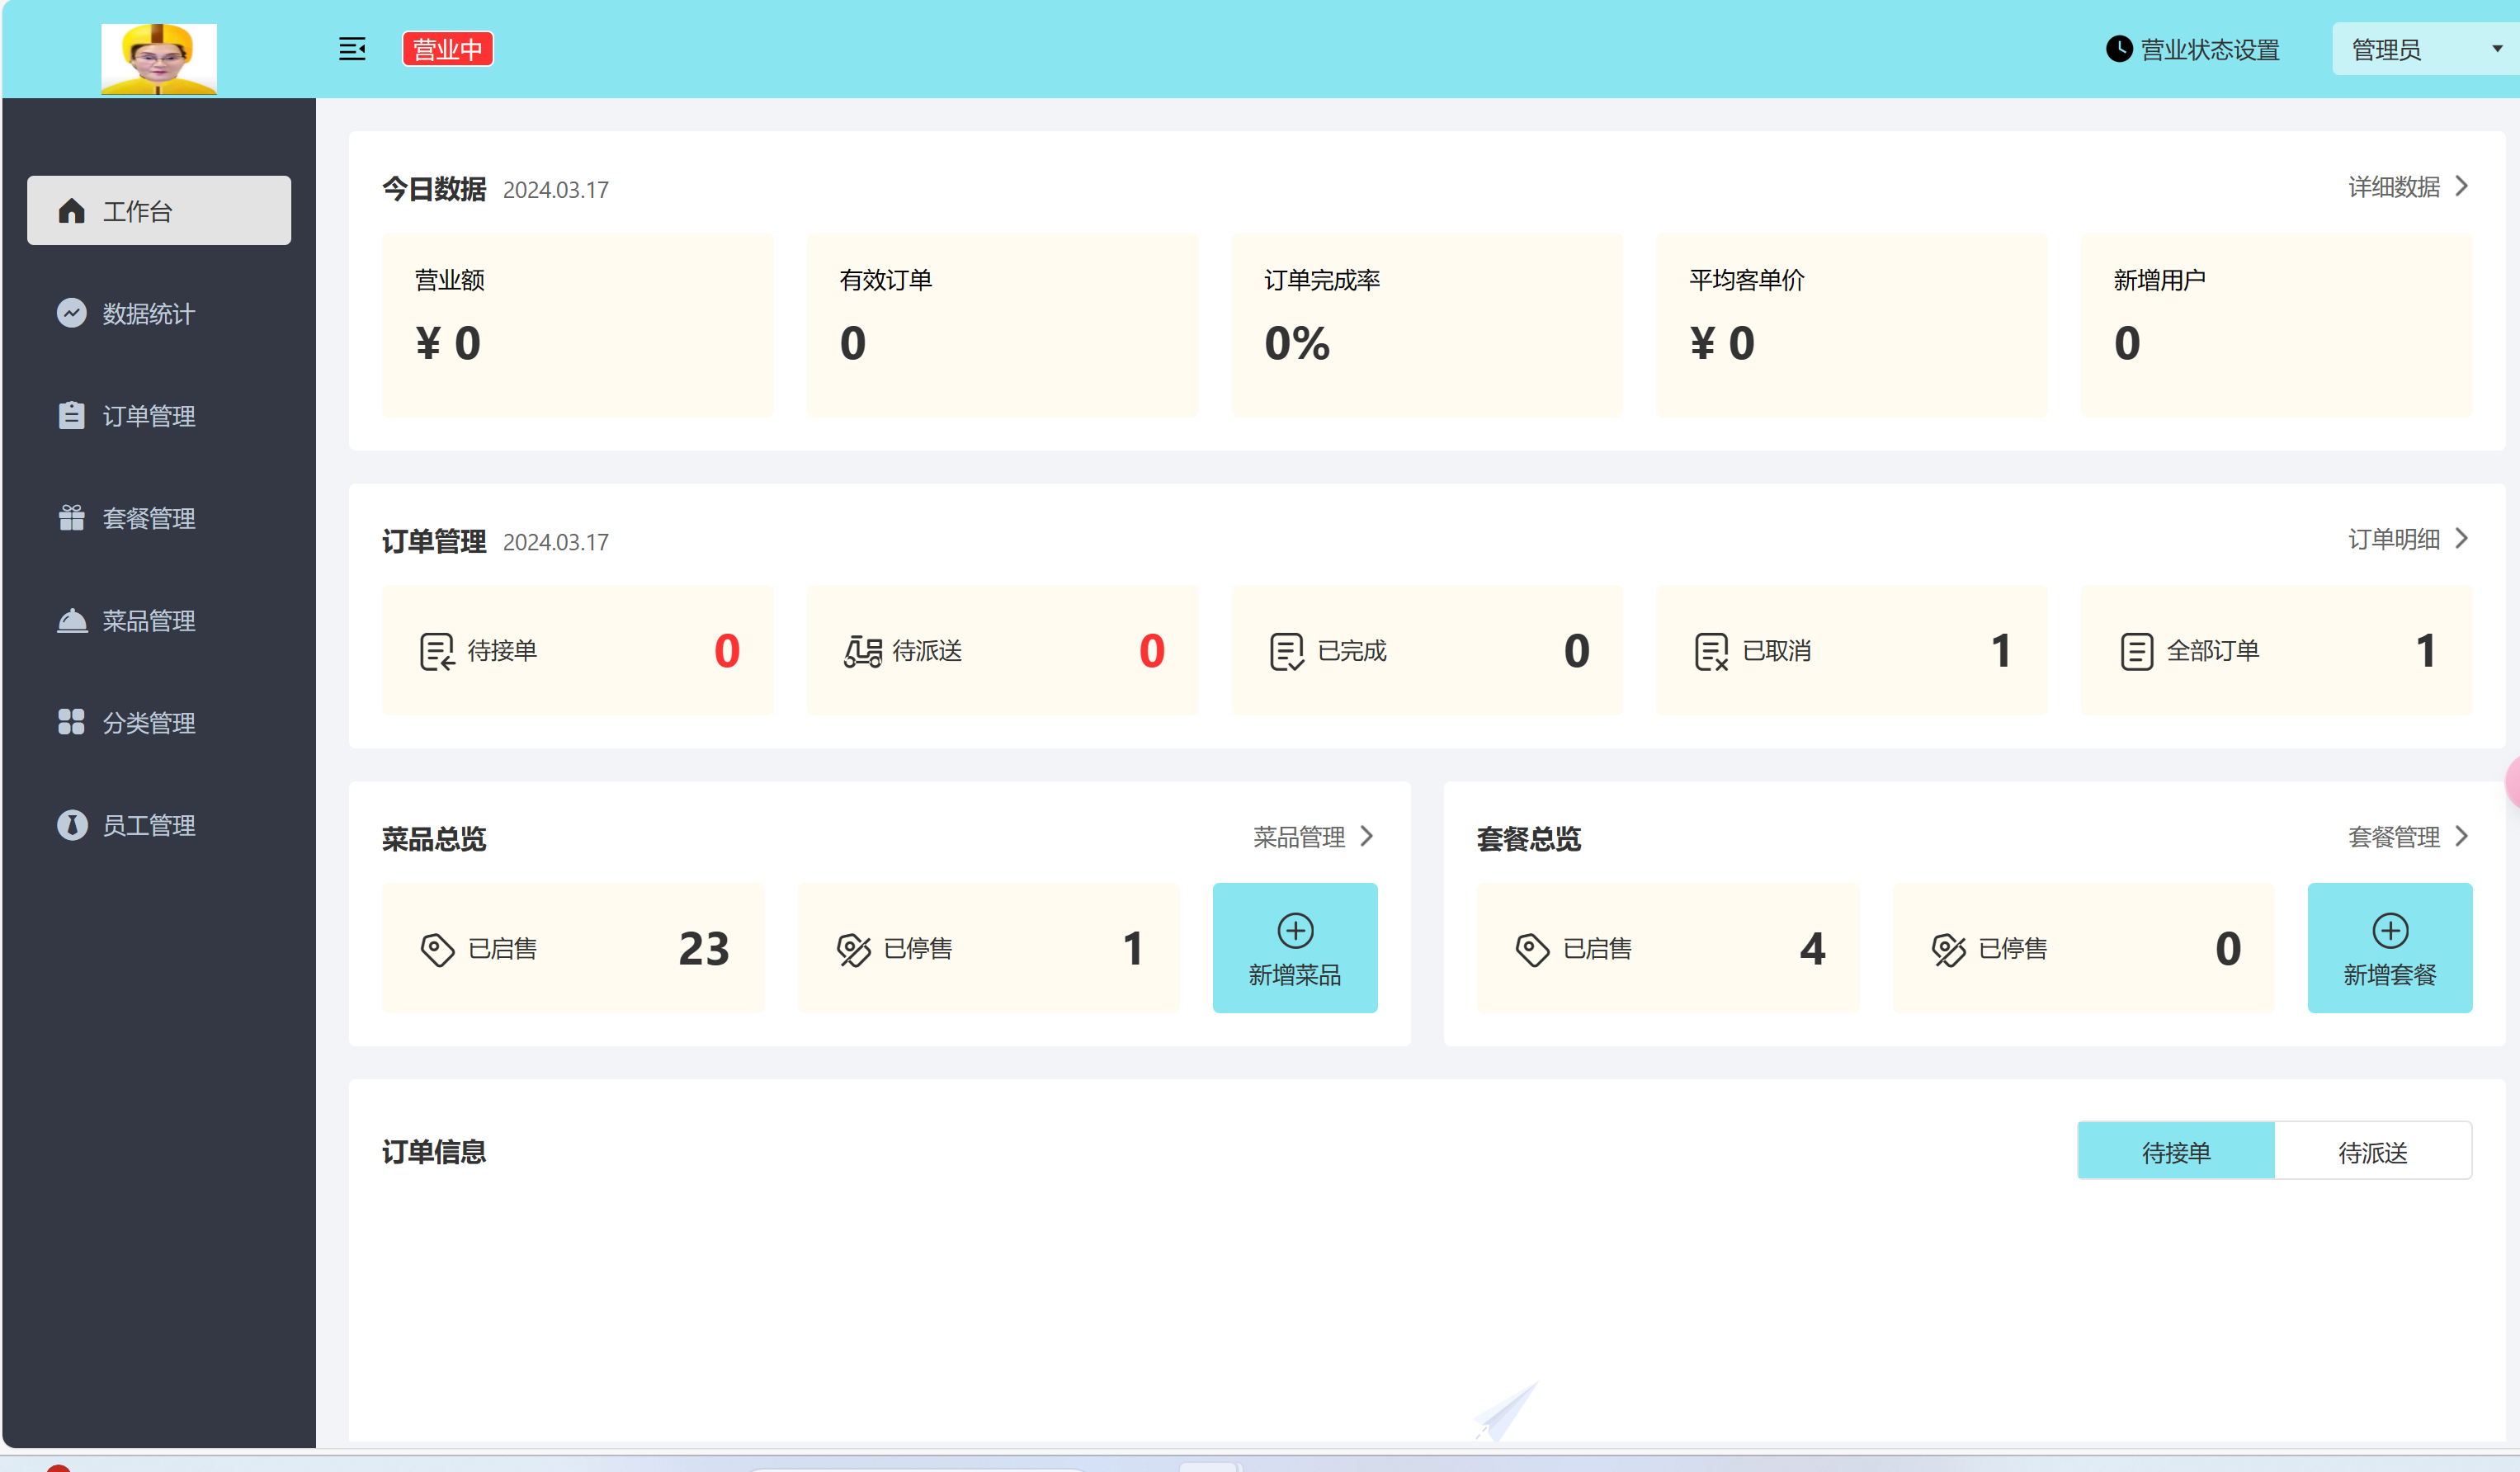 营业中
营业状态设置
管理员
工作台
数据统计
订单管理
套餐管理
菜品管理
分类管理
员工管理
今日数据 2024.03.17
详细数据
营业额
¥ 0
有效订单
0
订单完成率
0%
平均客单价
¥ 0
新增用户
0
订单管理 2024.03.17
订单明细
待接单 0
待派送 0
已完成 0
已取消 1
全部订单 1
菜品总览
菜品管理
已启售 23
已停售 1
新增菜品
套餐总览
套餐管理
已启售 4
已停售 0
新增套餐
订单信息
待接单
待派送